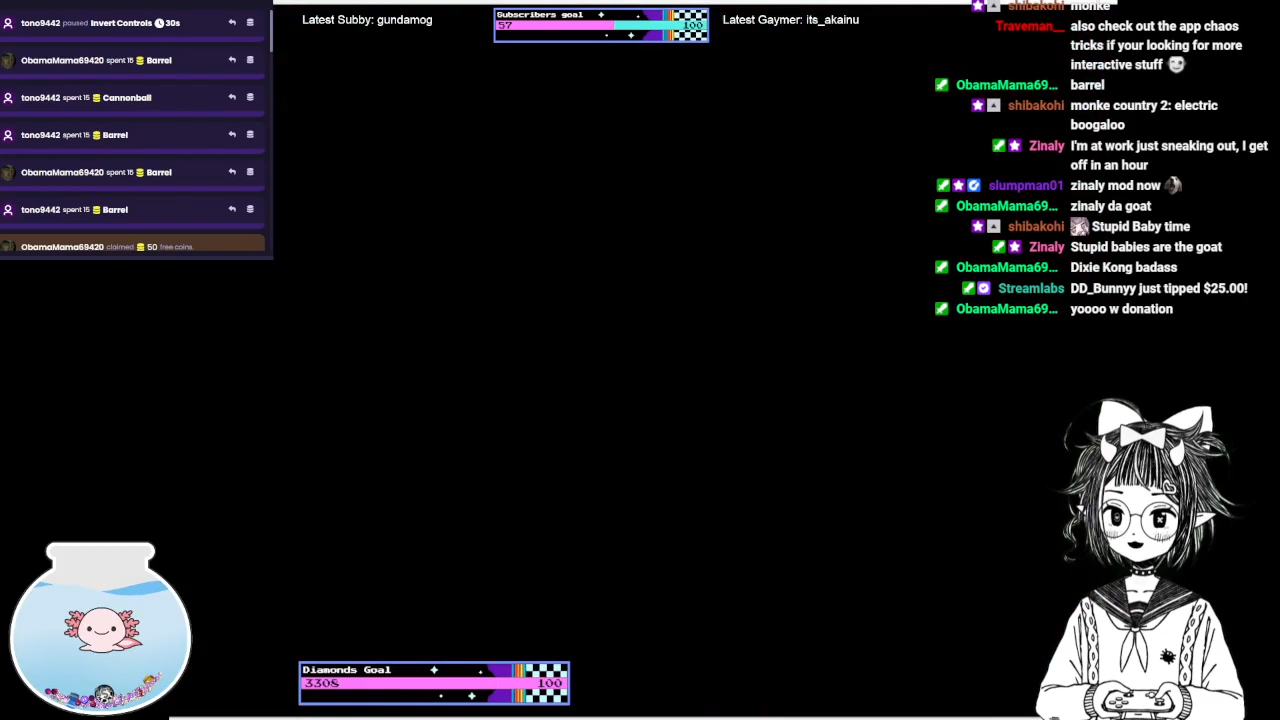 tono9442 paused Invert Controls 30s
ObamaMama69420 spent 15 Barrel
tono9442 spent 15 Cannonball
tono9442 spent 15 Barrel
ObamaMama69420 spent 15 Barrel
tono9442 spent 15 Barrel
ObamaMama69420 claimed 50 free coins.
Latest Subby: gundamog
Subscribers goal
57 100
Latest Gaymer: its_akainu
shibakohi monke
Traveman__ also check out the app chaos
tricks if your looking for more
interactive stuff
ObamaMama69... barrel
shibakohi monke country 2: electric
boogaloo
Zinaly I'm at work just sneaking out, I get
off in an hour
slumpman01 zinaly mod now
ObamaMama69... zinaly da goat
shibakohi Stupid Baby time
Zinaly Stupid babies are the goat
ObamaMama69... Dixie Kong badass
Streamlabs DD_Bunnyy just tipped $25.00!
ObamaMama69... yoooo w donation
Diamonds Goal
3308 100